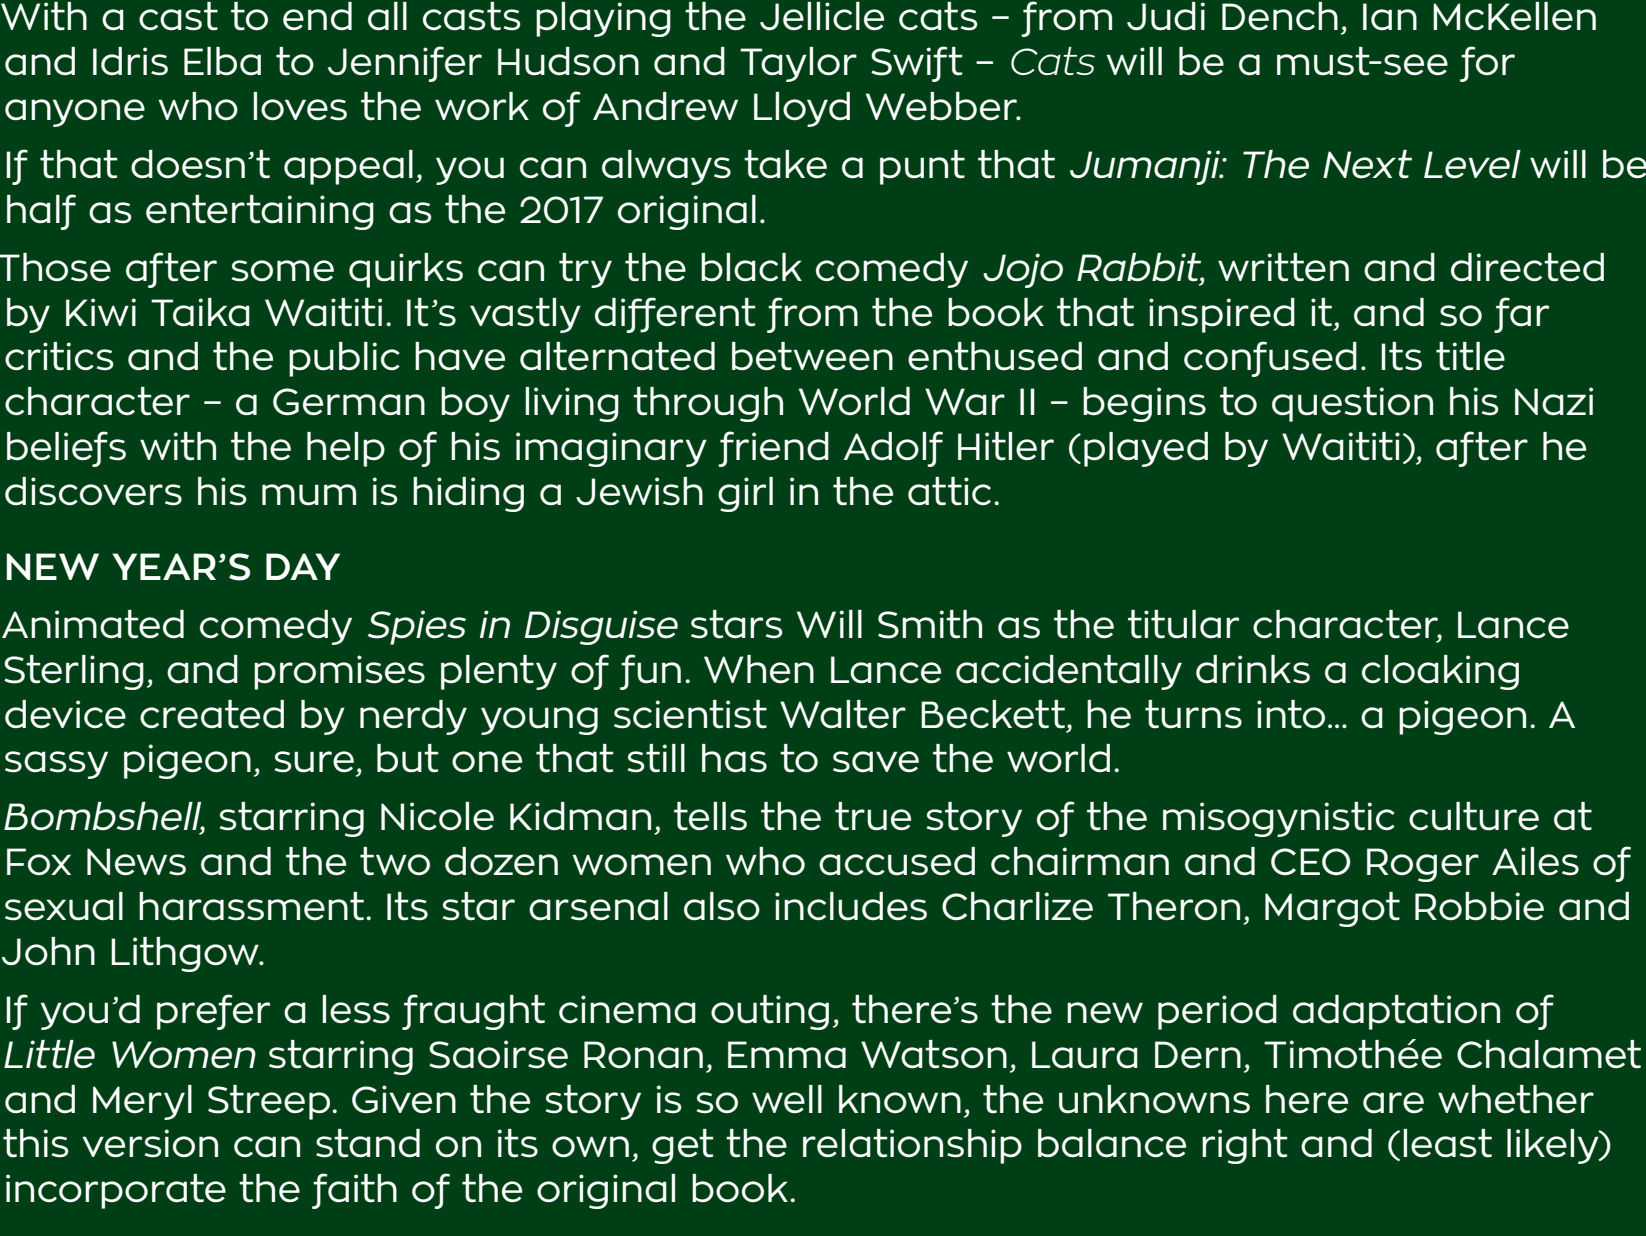 With a cast to end all casts playing the Jellicle cats – from Judi Dench, Ian McKellen
and Idris Elba to Jennifer Hudson and Taylor Swift – Cats will be a must-see for
anyone who loves the work of Andrew Lloyd Webber.
If that doesn’t appeal, you can always take a punt that Jumanji: The Next Level will be
half as entertaining as the 2017 original.
Those after some quirks can try the black comedy Jojo Rabbit, written and directed
by Kiwi Taika Waititi. It’s vastly different from the book that inspired it, and so far
critics and the public have alternated between enthused and confused. Its title
character – a German boy living through World War II – begins to question his Nazi
beliefs with the help of his imaginary friend Adolf Hitler (played by Waititi), after he
discovers his mum is hiding a Jewish girl in the attic.
NEW YEAR’S DAY
Animated comedy Spies in Disguise stars Will Smith as the titular character, Lance
Sterling, and promises plenty of fun. When Lance accidentally drinks a cloaking
device created by nerdy young scientist Walter Beckett, he turns into... a pigeon. A
sassy pigeon, sure, but one that still has to save the world.
Bombshell, starring Nicole Kidman, tells the true story of the misogynistic culture at
Fox News and the two dozen women who accused chairman and CEO Roger Ailes of
sexual harassment. Its star arsenal also includes Charlize Theron, Margot Robbie and
John Lithgow.
If you’d prefer a less fraught cinema outing, there’s the new period adaptation of
Little Women starring Saoirse Ronan, Emma Watson, Laura Dern, Timothée Chalamet
and Meryl Streep. Given the story is so well known, the unknowns here are whether
this version can stand on its own, get the relationship balance right and (least likely)
incorporate the faith of the original book.